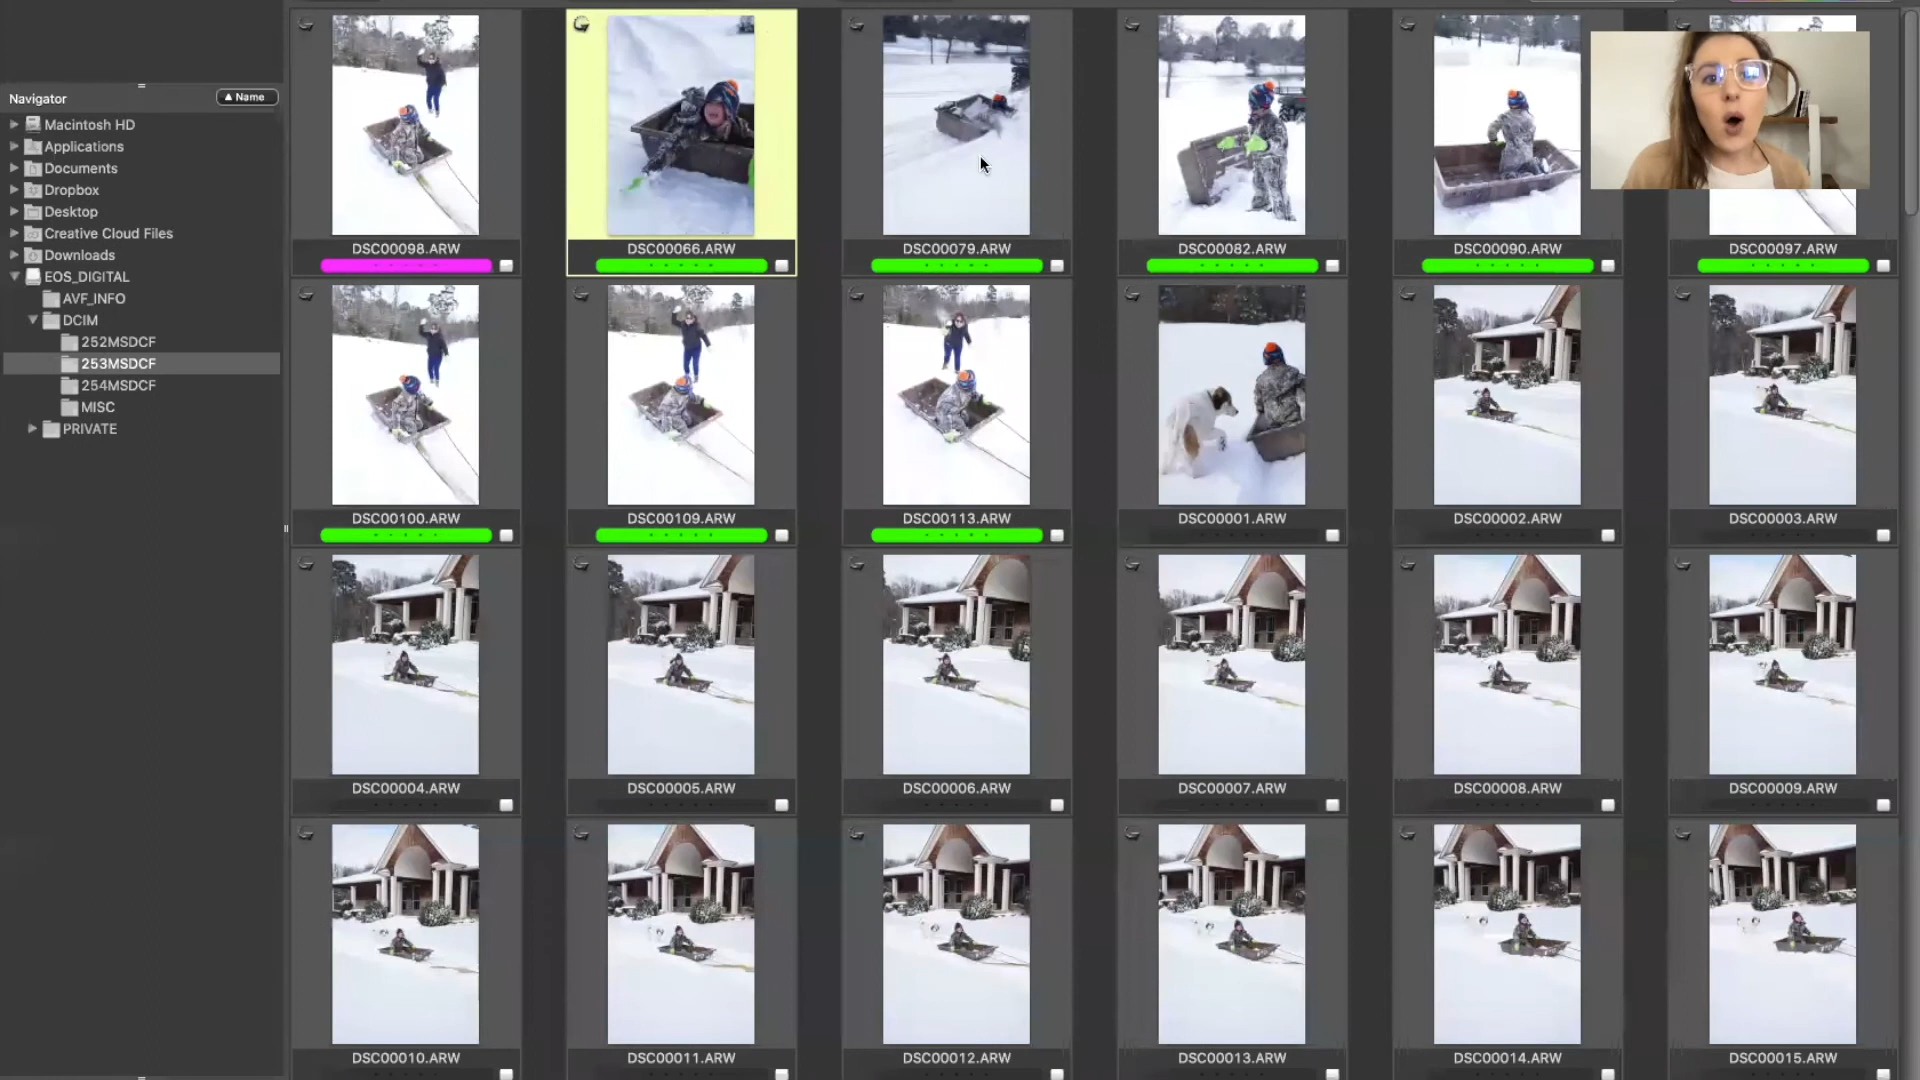 Navigator
▲ Name
Macintosh HD
Applications
Documents
Dropbox
Desktop
Creative Cloud Files
Downloads
EOS_DIGITAL
AVF_INFO
DCIM
252MSDCF
253MSDCF
254MSDCF
MISC
PRIVATE
DSC00098.ARW
DSC00066.ARW
DSC00079.ARW
DSC00082.ARW
DSC00090.ARW
DSC00097.ARW
DSC00100.ARW
DSC00109.ARW
DSC00113.ARW
DSC00001.ARW
DSC00002.ARW
DSC00003.ARW
DSC00004.ARW
DSC00005.ARW
DSC00006.ARW
DSC00007.ARW
DSC00008.ARW
DSC00009.ARW
DSC00010.ARW
DSC00011.ARW
DSC00012.ARW
DSC00013.ARW
DSC00014.ARW
DSC00015.ARW